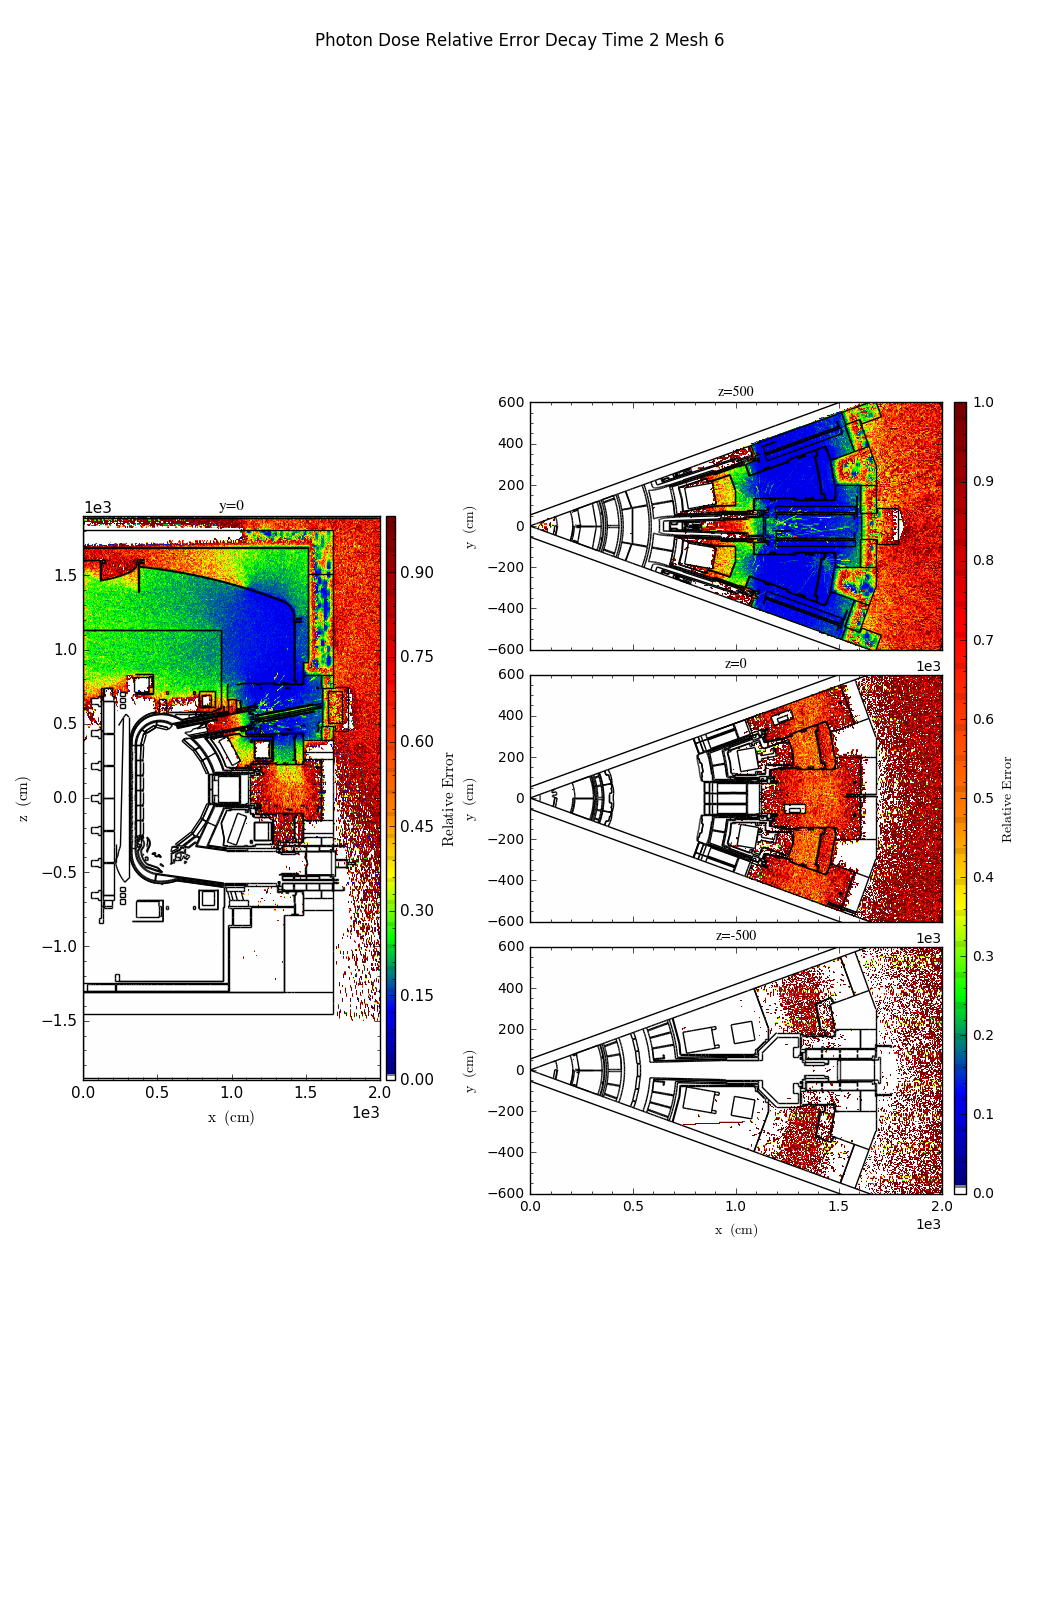 Photon Dose Relative Error Decay Time 2 Mesh 6
y=0
1e3
1.5
1.0
0.5
0.0
−0.5
−1.0
−1.5
z (cm)
0.0 0.5 1.0 1.5 2.0
1e3
x (cm)
0.90
0.75
0.60
0.45
0.30
0.15
0.00
Relative Error
z=500
600
400
200
0
−200
−400
−600
y (cm)
1e3
z=0
600
400
200
0
−200
−400
−600
y (cm)
1e3
z=-500
600
400
200
0
−200
−400
−600
y (cm)
0.0 0.5 1.0 1.5 2.0
1e3
x (cm)
1.0
0.9
0.8
0.7
0.6
0.5
0.4
0.3
0.2
0.1
0.0
Relative Error